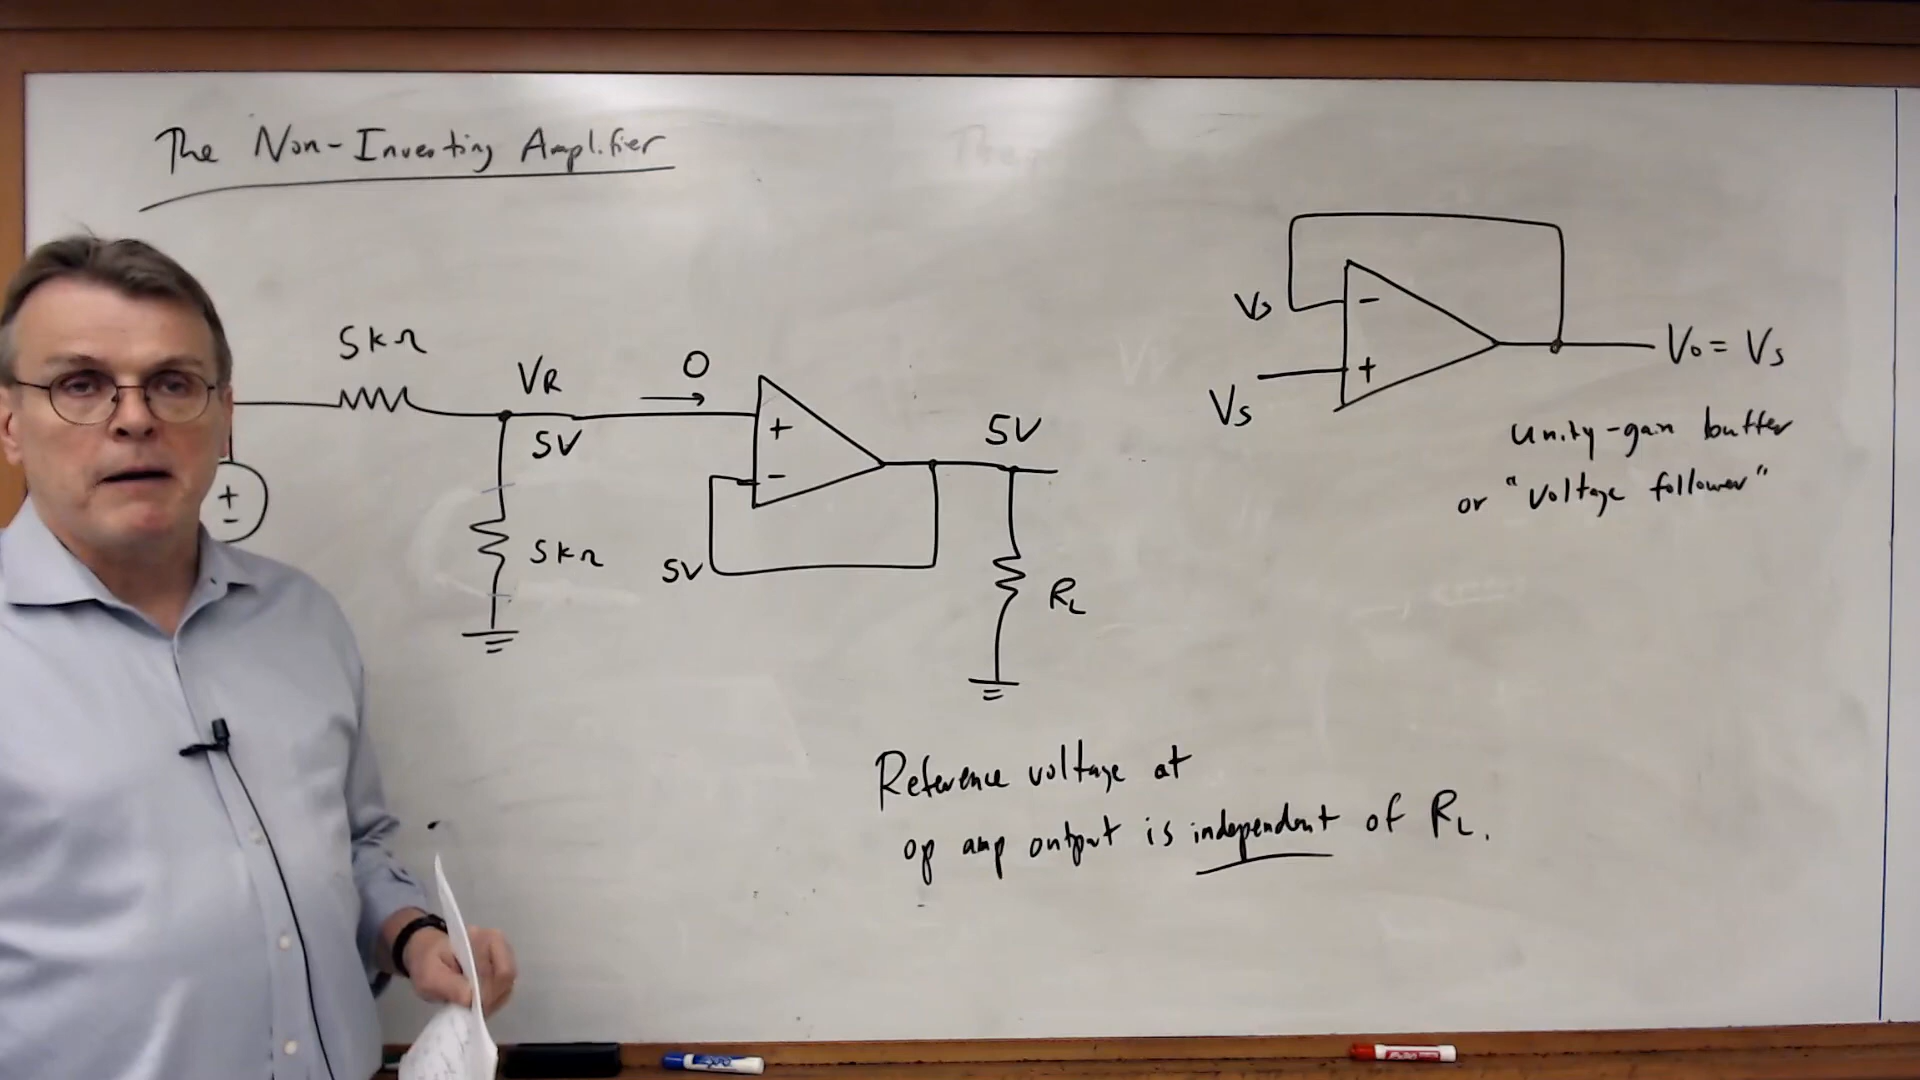 The Non-Inverting Amplifier
5kΩ
VR
0
5V
+
-
5V
5V
5kΩ
RL
+
-
Vs
-
+
Vs
Vo = Vs
unity-gain buffer
or "voltage follower"
Reference voltage at
op amp output is independent of RL.